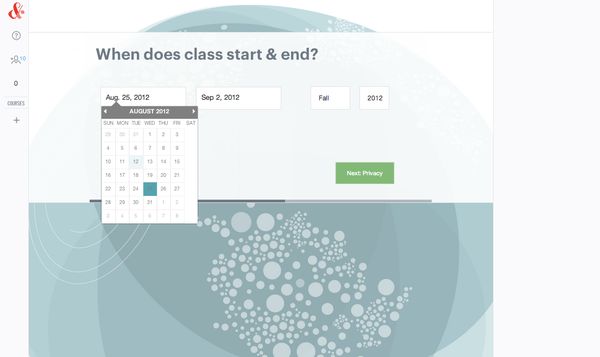 &
?
10
0
COURSES
+
When does class start & end?
Aug. 25, 2012
Sep 2, 2012
Fall
2012
AUGUST 2012
SUN MON TUE WED THU FRI SAT
29 30 31 1 2 3
4 5 6 7 8 9
10 11 12 13 14 15
16 17 18 19 20 21
22 23 24 25 26 27
28 29 30 31 1 2
3 4 5 6 7 8
Next: Privacy